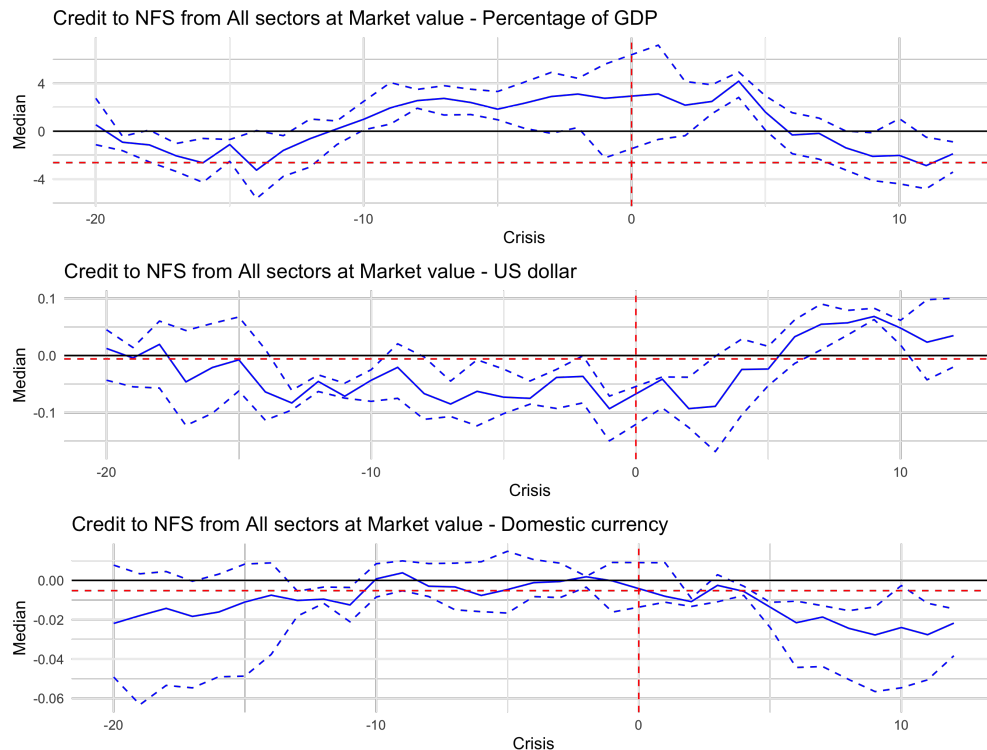 Credit to NFS from All sectors at Market value - Percentage of GDP
Median
4
0
-4
-20
-10
0
10
Crisis
Credit to NFS from All sectors at Market value - US dollar
Median
0.1
0.0
-0.1
-20
-10
0
10
Crisis
Credit to NFS from All sectors at Market value - Domestic currency
Median
0.00
-0.02
-0.04
-0.06
-20
-10
0
10
Crisis